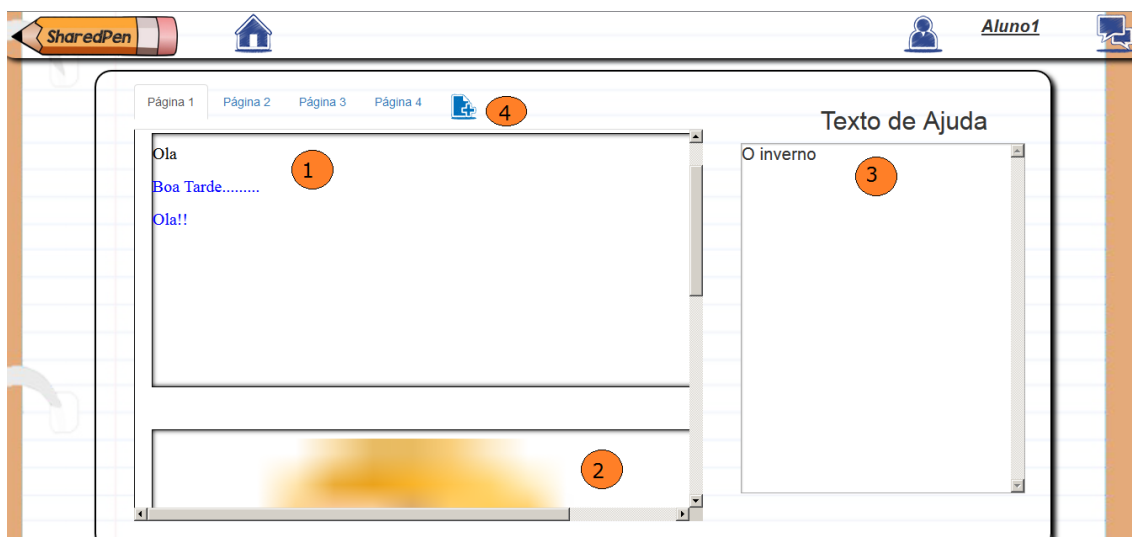 SharedPen
Aluno1
Página 1 Página 2 Página 3 Página 4
4
Texto de Ajuda
Ola
1
Boa Tarde.........
Ola!!
2
O inverno
3